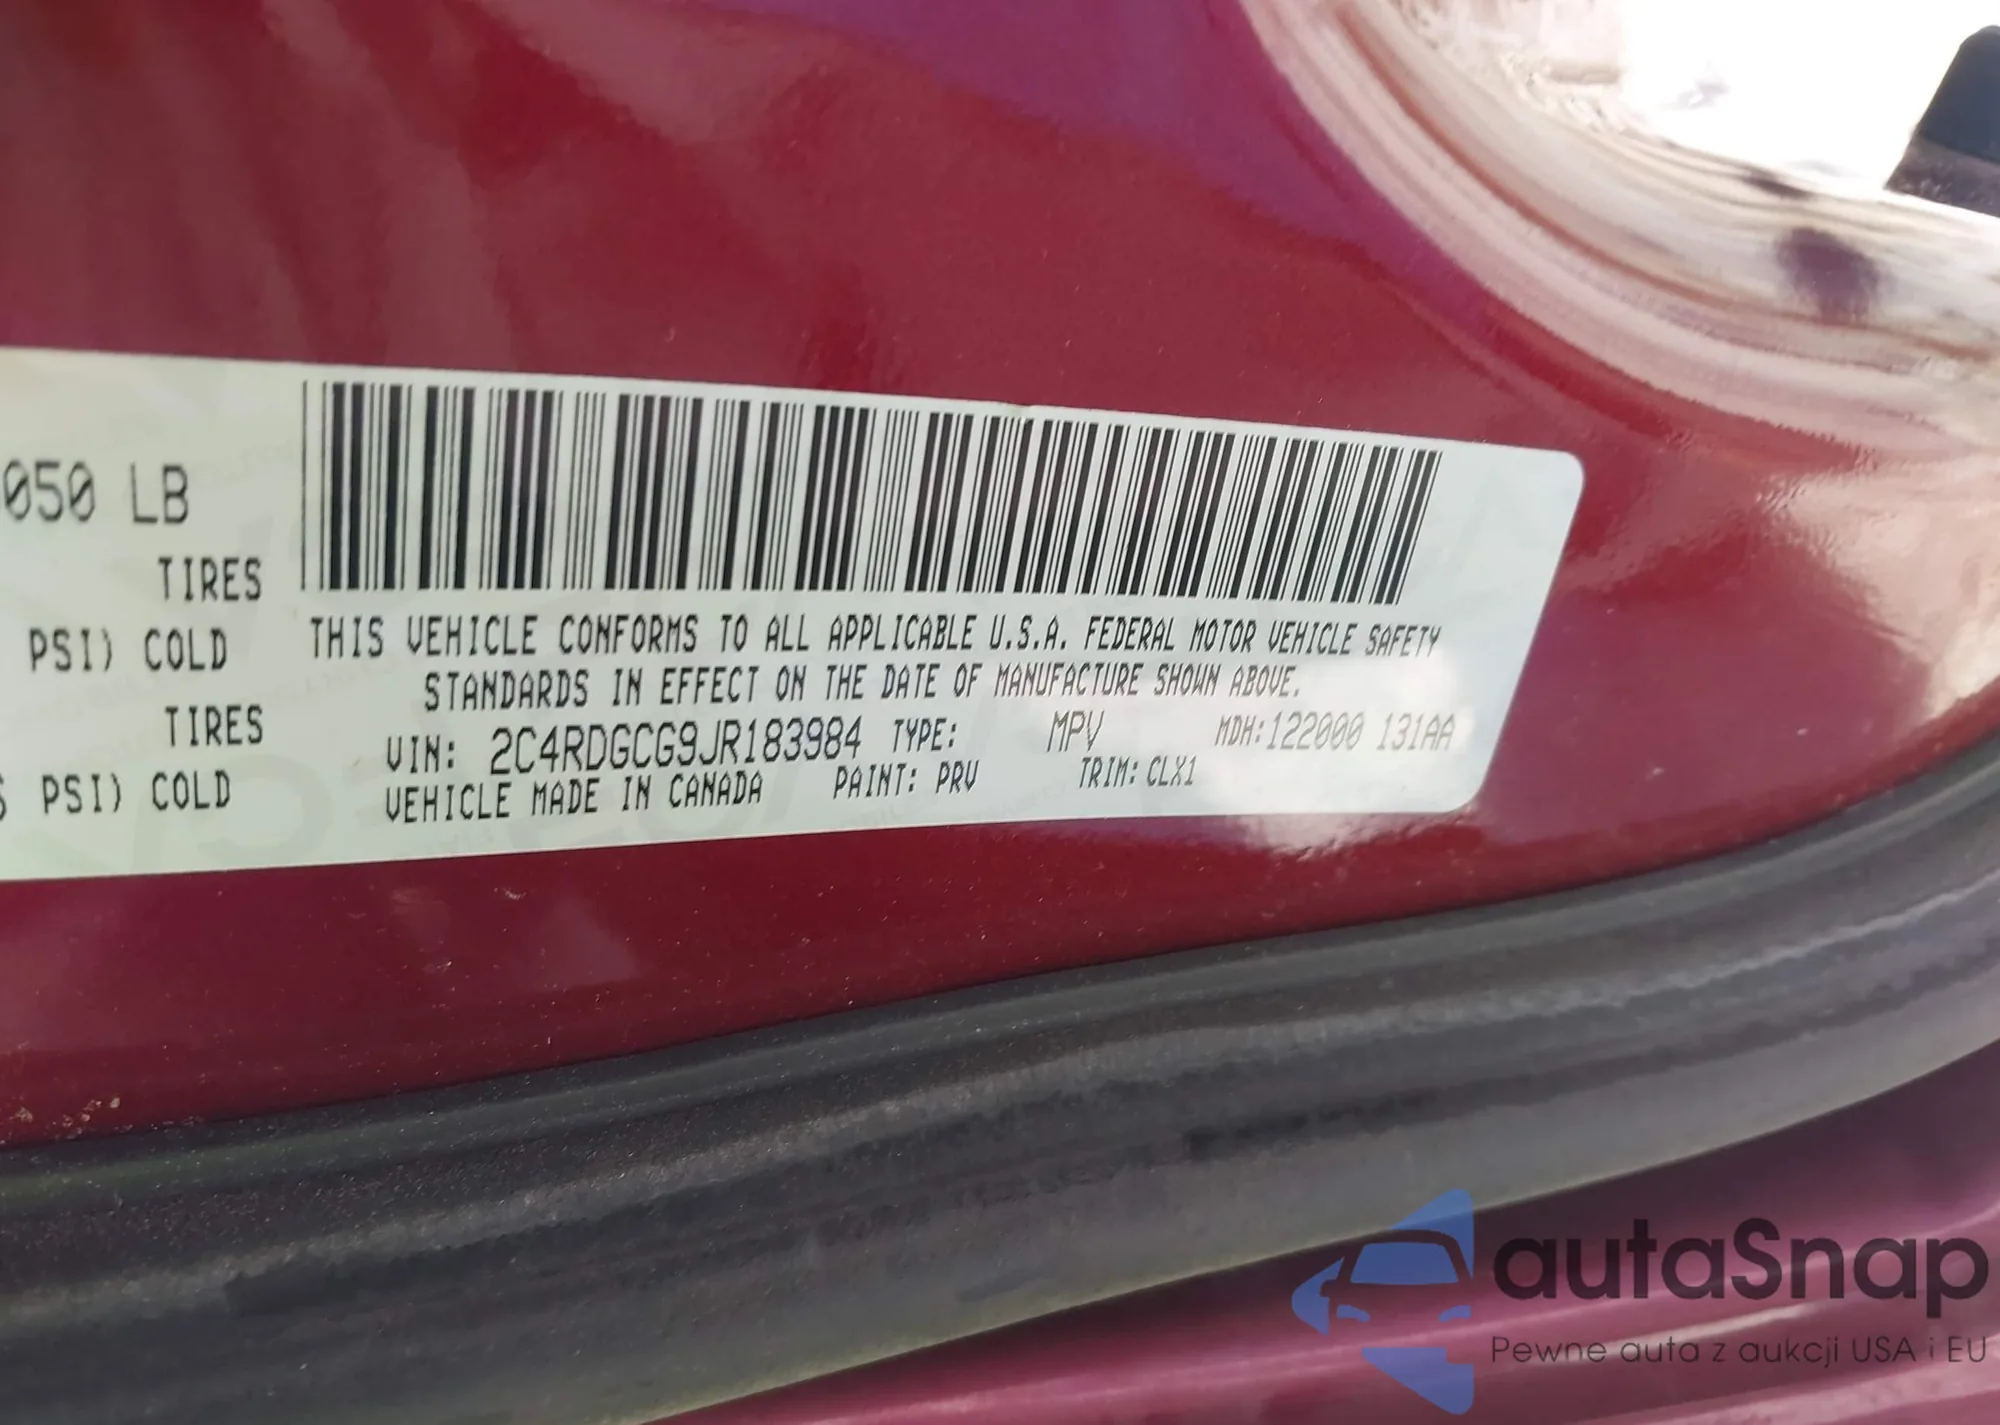 050 LB
TIRES
PSI) COLD
TIRES
PSI) COLD
THIS VEHICLE CONFORMS TO ALL APPLICABLE U.S.A. FEDERAL MOTOR VEHICLE SAFETY
STANDARDS IN EFFECT ON THE DATE OF MANUFACTURE SHOWN ABOVE.
VIN: 2C4RDGCG9JR183984 TYPE: MPV MDH:122000 131AA
VEHICLE MADE IN CANADA PAINT: PRV TRIM: CLX1
autaSnap
Pewne auta z aukcji USA i EU